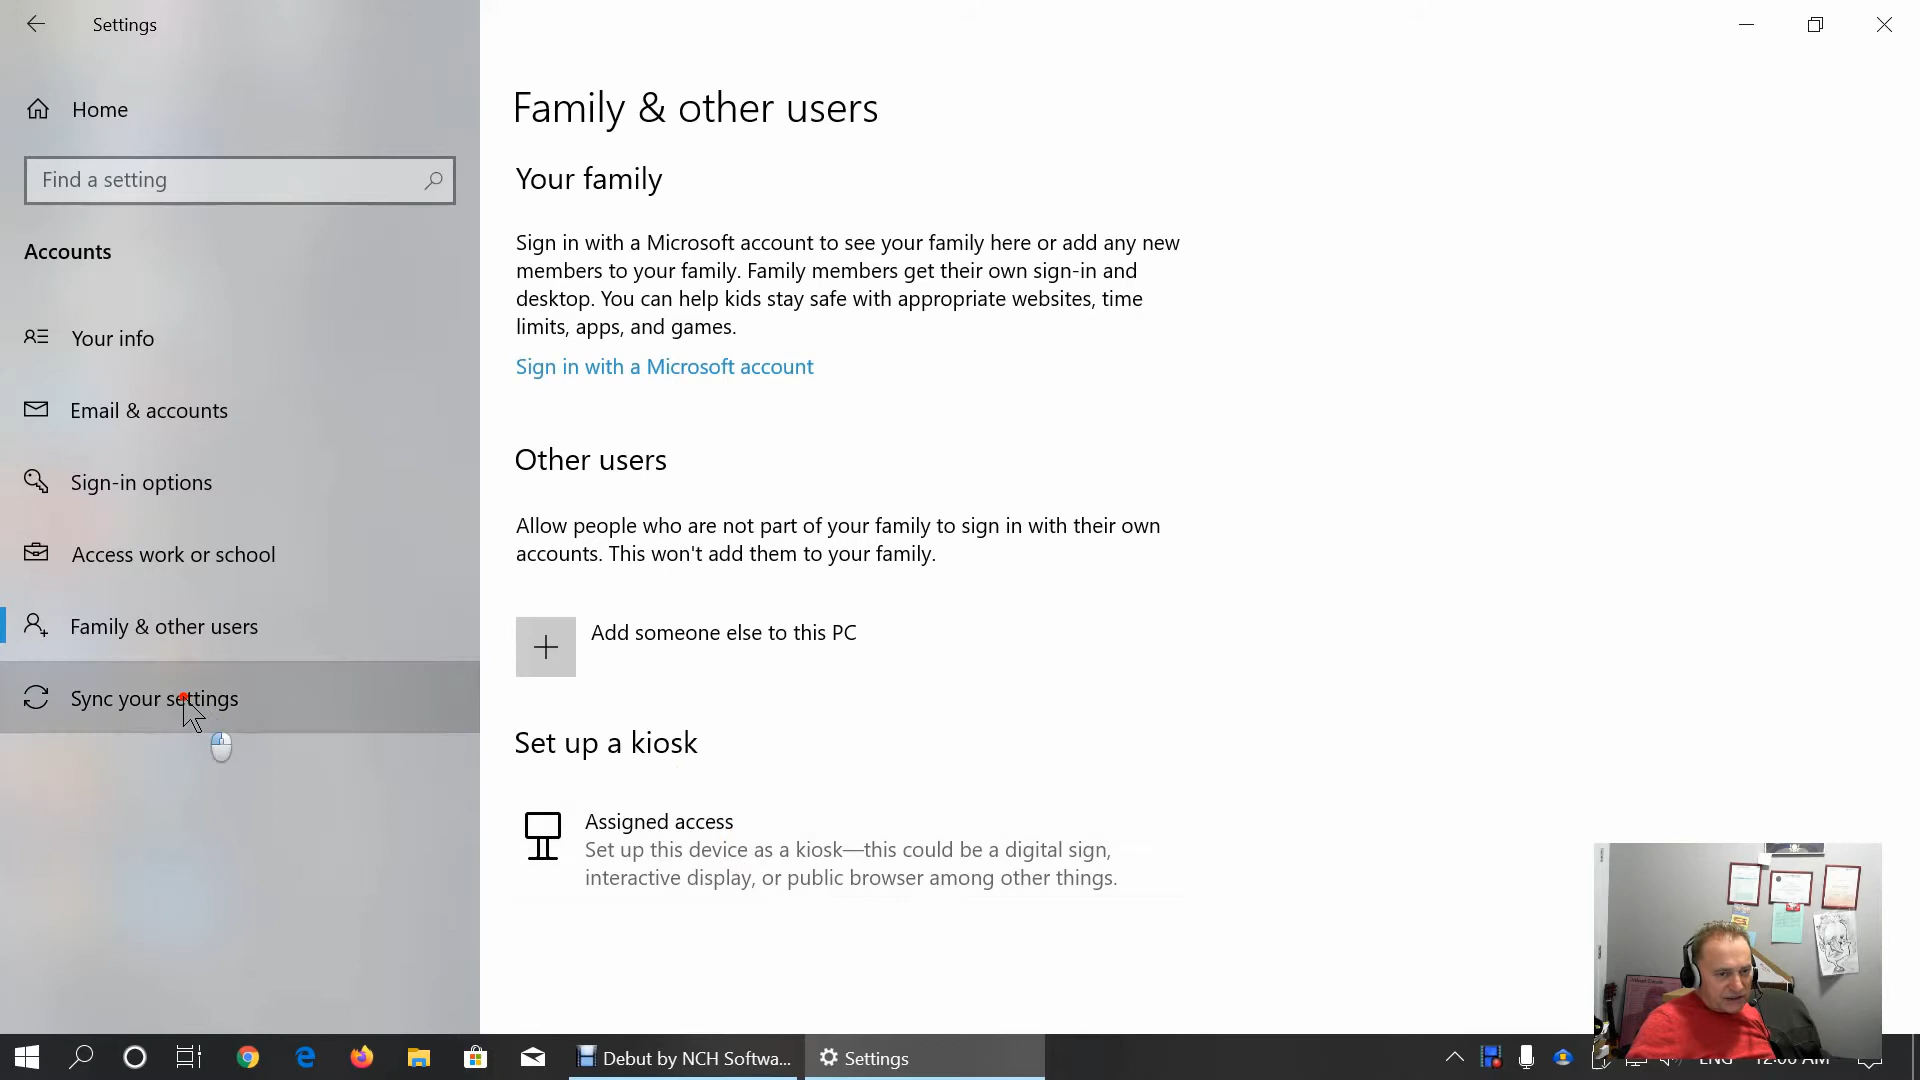 Settings
Home
Find a setting
Accounts
Your info
Email & accounts
Sign-in options
Access work or school
Family & other users
Sync your settings
Family & other users
Your family
Sign in with a Microsoft account to see your family here or add any new
members to your family. Family members get their own sign-in and
desktop. You can help kids stay safe with appropriate websites, time
limits, apps, and games.
Sign in with a Microsoft account
Other users
Allow people who are not part of your family to sign in with their own
accounts. This won't add them to your family.
Add someone else to this PC
Set up a kiosk
Assigned access
Set up this device as a kiosk—this could be a digital sign,
interactive display, or public browser among other things.
Debut by NCH Softwa...
Settings